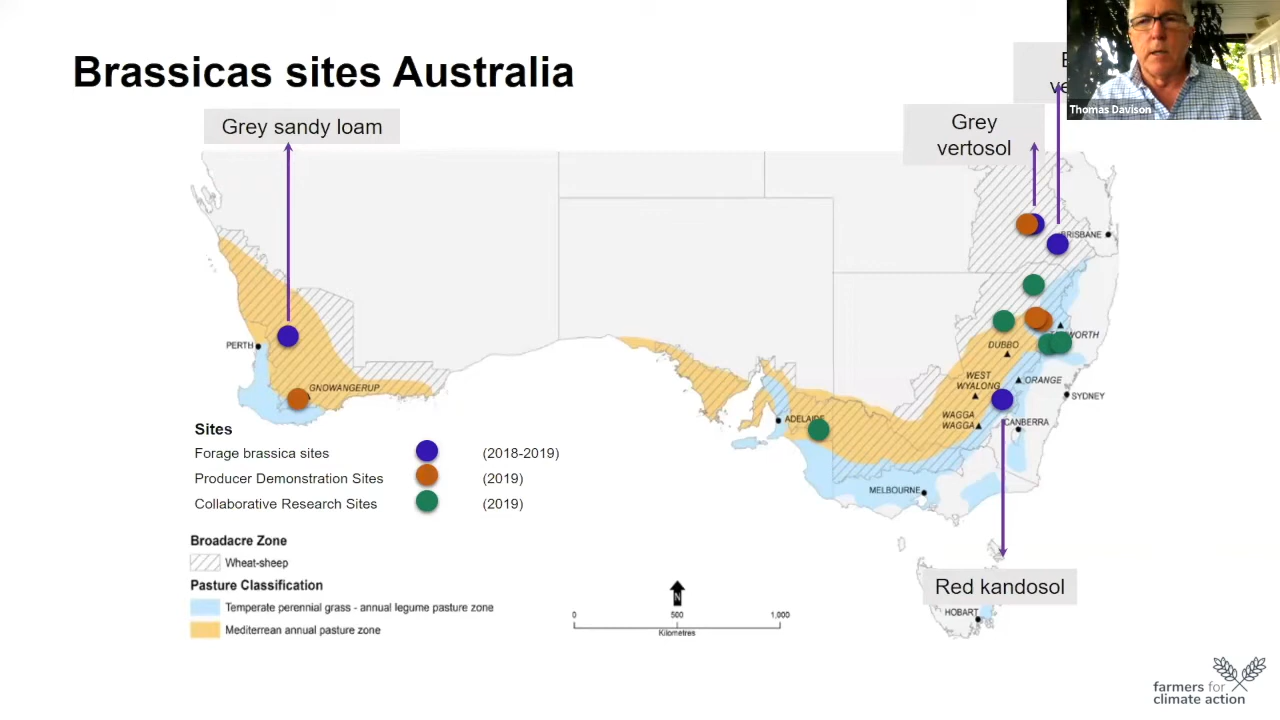 Brassicas sites Australia
Thomas Davison
Grey sandy loam
Grey
vertosol
BRISBANE
PERTH
GNOWANGERUP
DUBBO
WEST
WYALONG
ORANGE
SYDNEY
WAGGA
WAGGA
CANBERRA
MELBOURNE
Sites
Forage brassica sites (2018-2019)
Producer Demonstration Sites (2019)
Collaborative Research Sites (2019)
Broadacre Zone
Wheat-sheep
Pasture Classification
Temperate perennial grass - annual legume pasture zone
Mediterrean annual pasture zone
N
0 500 1,000
Kilometres
Red kandosol
HOBART
farmers for
climate action